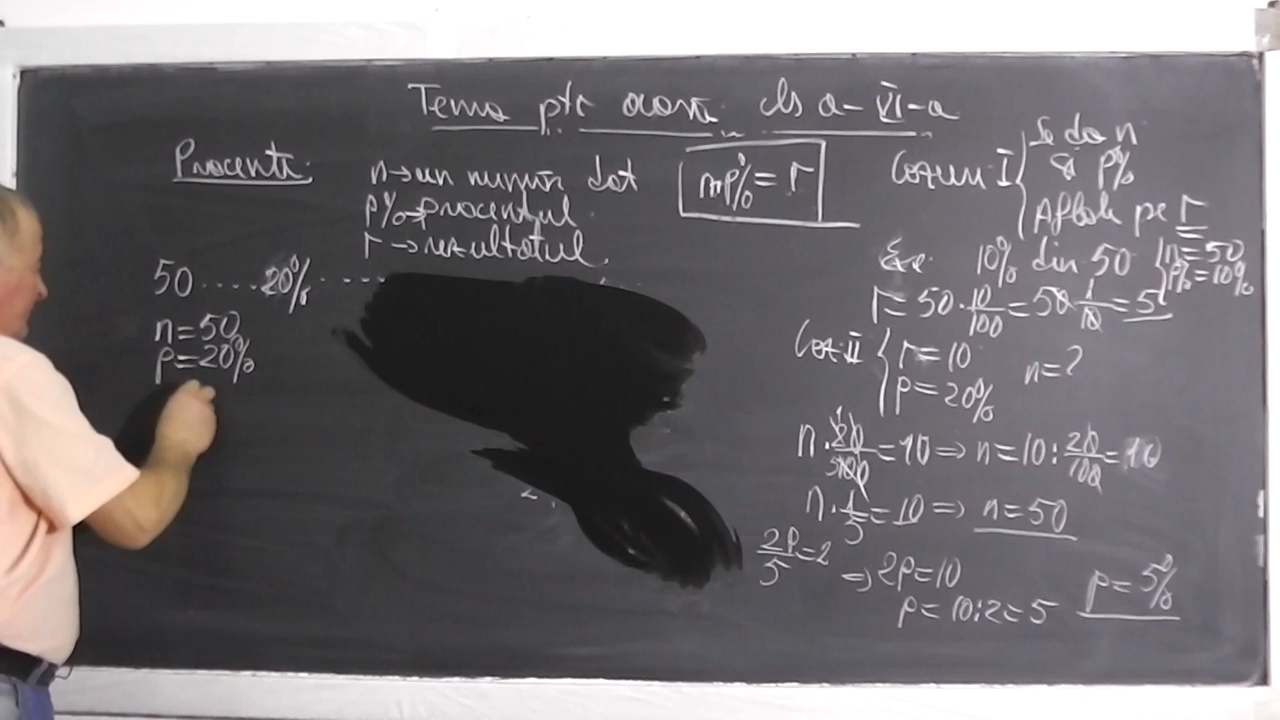 Tema ptr acasă cls a-VI-a
Procente:
n→un număr dat
p%→procentul
r→rezultatul
n·p%=r
Cazum I
Se dă n
și p%
Aflăm pe r
Ex. 10% din 50
n=50
p%=10%
r=50·10/100=50·1/10=5
50 .... 20% ....
n=50
p=20%
Caz II
r=10
p=20%
n=?
n·20/100=10⇒n=10:20/100=10
n·1/5=10⇒n=50
2p/5=2
⇒2p=10
p=10:2=5
p=5%